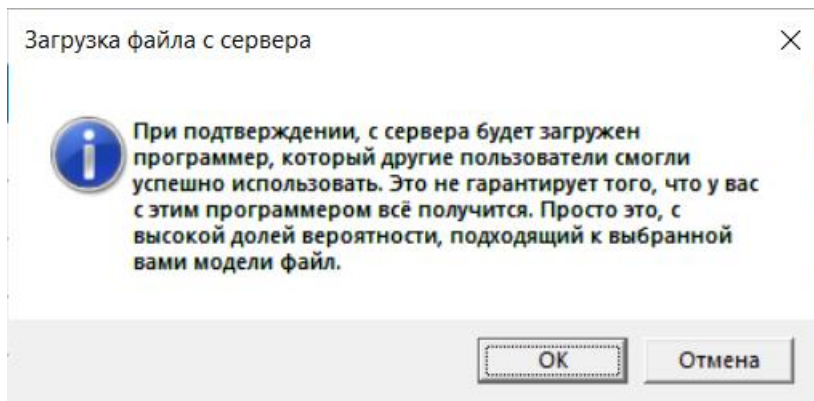 Загрузка файла с сервера
При подтверждении, с сервера будет загружен
программер, который другие пользователи смогли
успешно использовать. Это не гарантирует того, что у вас
с этим программером всё получится. Просто это, с
высокой долей вероятности, подходящий к выбранной
вами модели файл.
ОК
Отмена